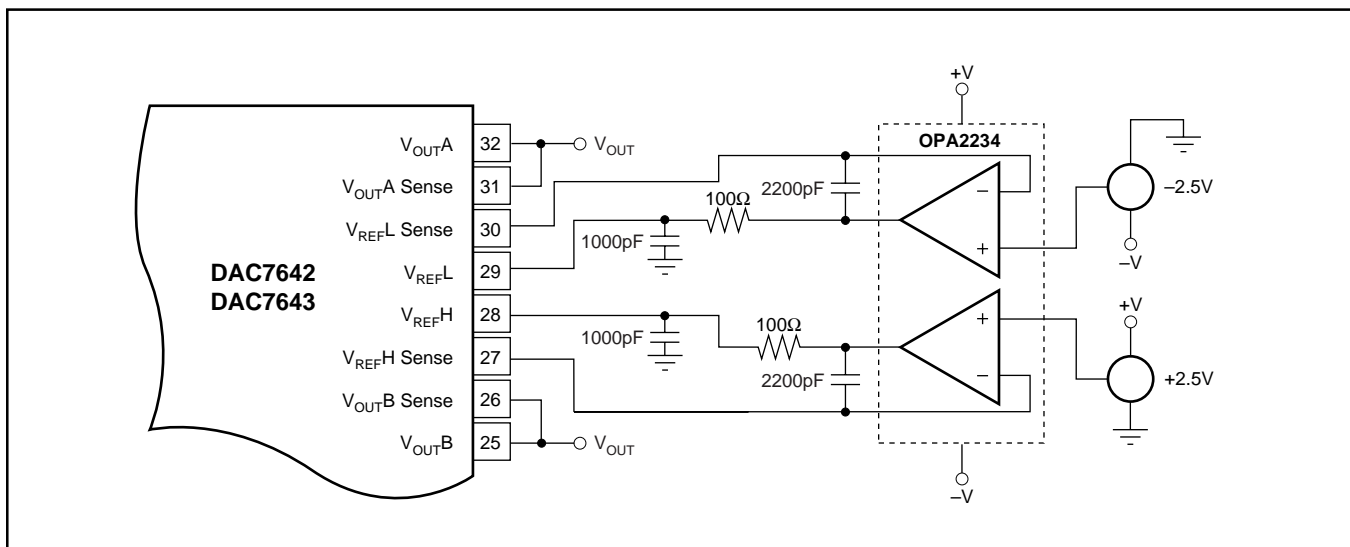 DAC7642
DAC7643
V_OUTA 32
V_OUTA Sense 31
V_REFL Sense 30
V_REFL 29
V_REFH 28
V_REFH Sense 27
V_OUTB Sense 26
V_OUTB 25
V_OUT
V_OUT
1000pF
100Ω
2200pF
1000pF
100Ω
2200pF
+V
OPA2234
−
+
+
−
−V
−2.5V
−V
+V
+2.5V